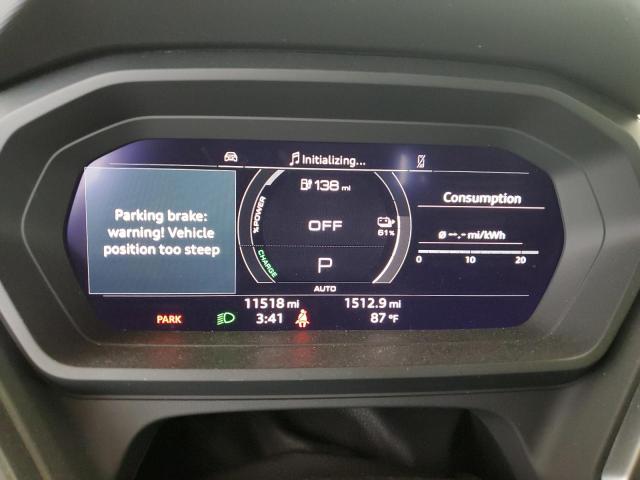 Initializing...
138 mi
%POWER
OFF
61%
CHARGE
P
AUTO
Parking brake:
warning! Vehicle
position too steep
Consumption
ø --.- mi/kWh
0 10 20
11518 mi 1512.9 mi
PARK 3:41 87 °F